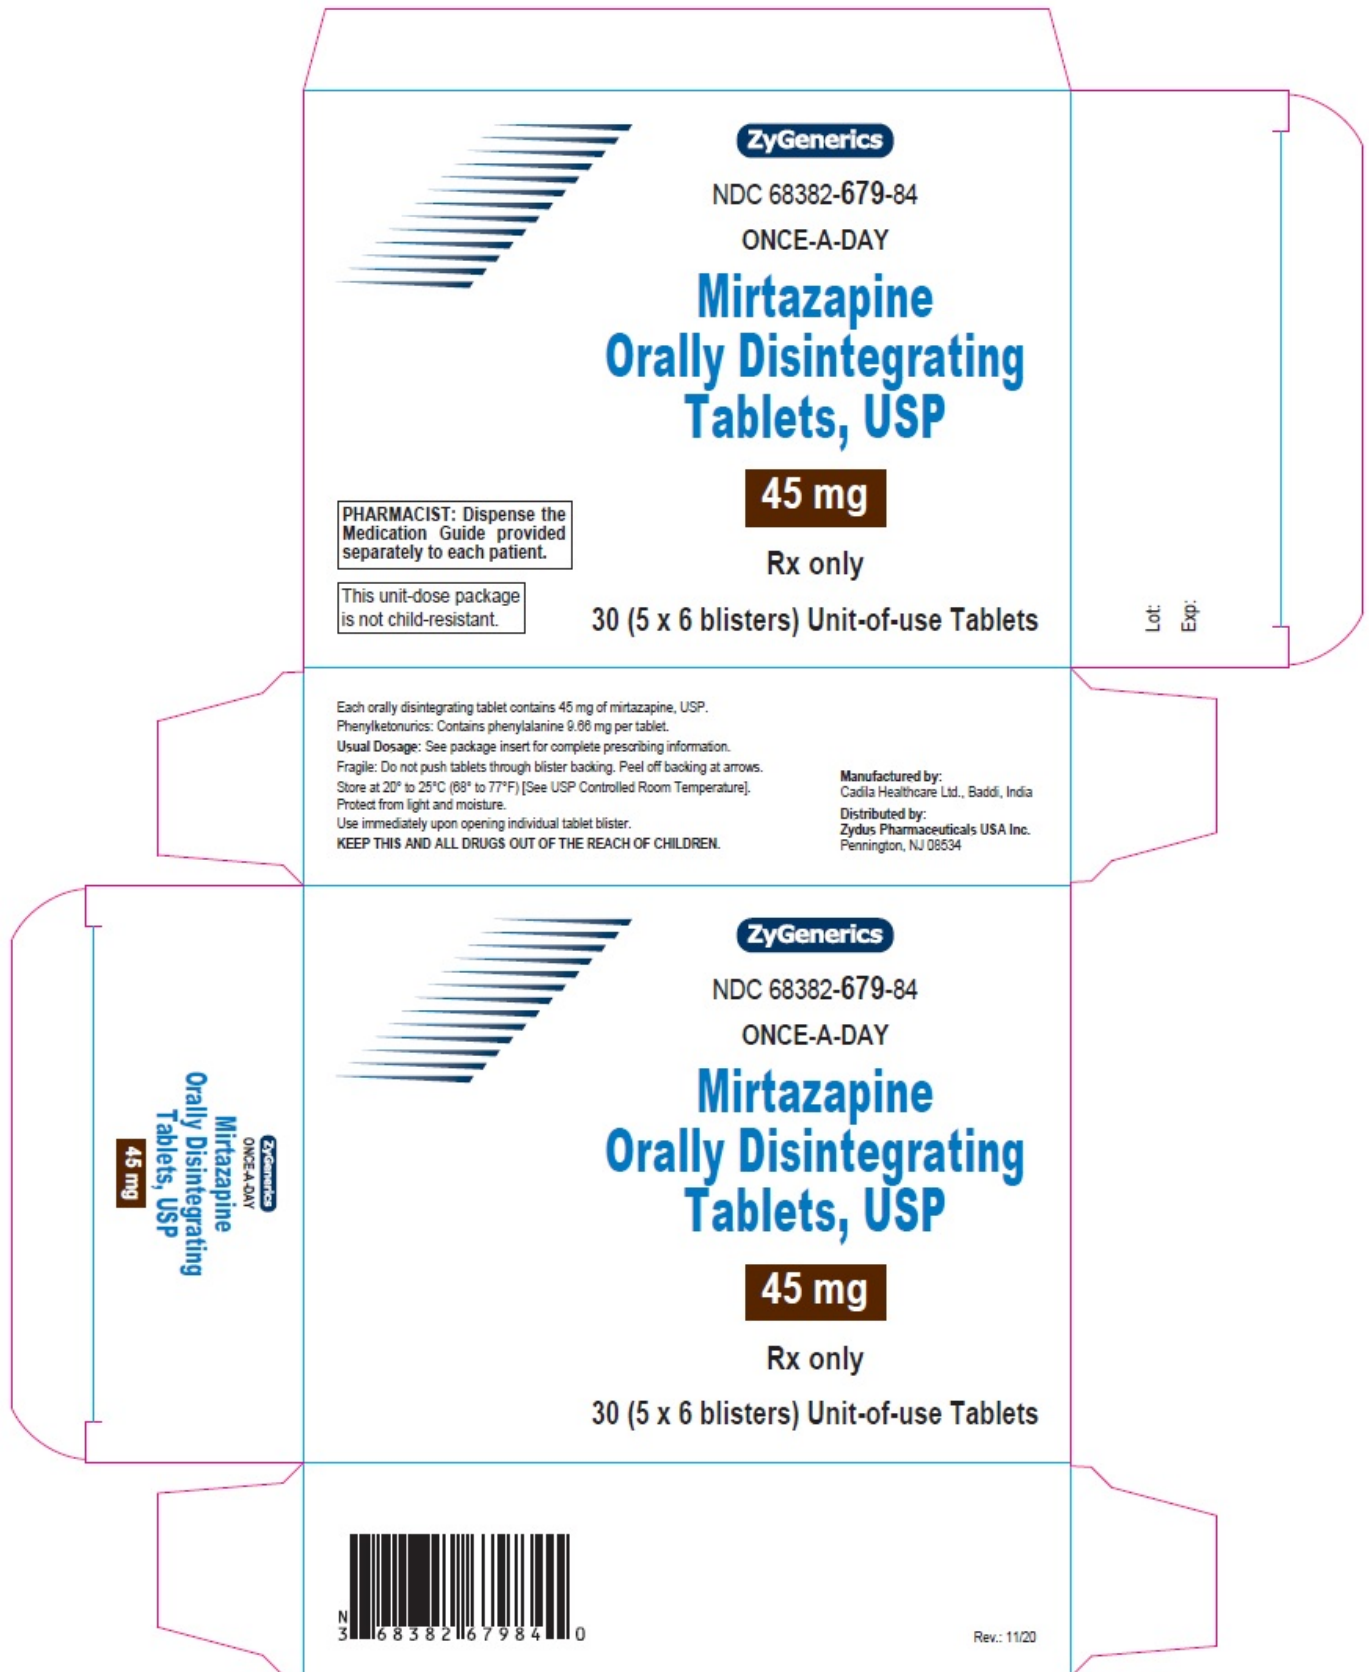 ZyGenerics
NDC 68382-679-84
ONCE-A-DAY
Mirtazapine
Orally Disintegrating
Tablets, USP
45 mg
Rx only
30 (5 x 6 blisters) Unit-of-use Tablets
PHARMACIST: Dispense the
Medication Guide provided
separately to each patient.
This unit-dose package
is not child-resistant.
Lot:
Exp:
Each orally disintegrating tablet contains 45 mg of mirtazapine, USP.
Phenylketonurics: Contains phenylalanine 9.66 mg per tablet.
Usual Dosage: See package insert for complete prescribing information.
Fragile: Do not push tablets through blister backing. Peel off backing at arrows.
Store at 20° to 25°C (68° to 77°F) [See USP Controlled Room Temperature].
Protect from light and moisture.
Use immediately upon opening individual tablet blister.
KEEP THIS AND ALL DRUGS OUT OF THE REACH OF CHILDREN.
Manufactured by:
Cadila Healthcare Ltd., Baddi, India
Distributed by:
Zydus Pharmaceuticals USA Inc.
Pennington, NJ 08534
ZyGenerics
ONCE-A-DAY
Mirtazapine
Orally Disintegrating
Tablets, USP
45 mg
ZyGenerics
NDC 68382-679-84
ONCE-A-DAY
Mirtazapine
Orally Disintegrating
Tablets, USP
45 mg
Rx only
30 (5 x 6 blisters) Unit-of-use Tablets
N
3 68382 67984 0
Rev.: 11/20